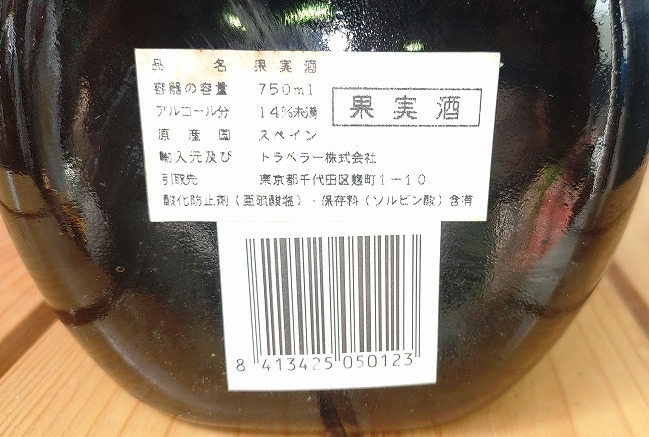 品名 果実酒
容器の容量 750ml
アルコール分 14%未満
果実酒
原産国 スペイン
輸入元及び トラベラー株式会社
引取先 東京都千代田区麹町1-10
酸化防止剤(亜硫酸塩)・保存料(ソルビン酸)含有
8 413425 050123